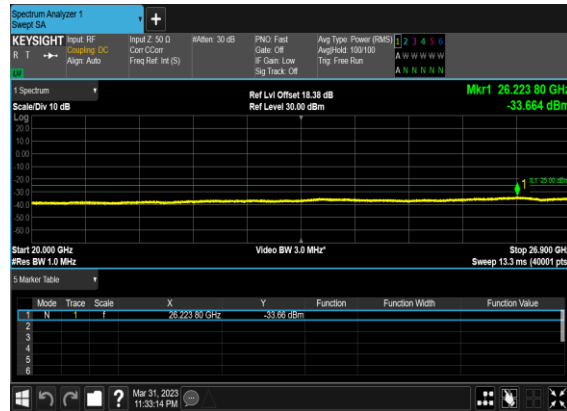 Spectrum Analyzer 1
Swept SA
KEYSIGHT Input: RF Input Z: 50 Ω #Atten: 30 dB PNO: Fast Avg Type: Power (RMS) 1 2 3 4 5 6
R T Coupling: DC Corr CCorr Gate: Off Avg|Hold: 100/100 A W W W W W
Align: Auto Freq Ref: Int (S) IF Gain: Low Trig: Free Run
Sig Track: Off A N N N N N
1 Spectrum Ref Lvl Offset 18.38 dB Mkr1 26.223 80 GHz
Scale/Div 10 dB Ref Level 30.00 dBm -33.664 dBm
Log
20.0
10.0
0.00
-10.0
-20.0
-30.0
-40.0
-50.0
-60.0
1
DL1 -25.00 dBm
Start 20.000 GHz Video BW 3.0 MHz* Stop 26.900 GHz
#Res BW 1.0 MHz Sweep 13.3 ms (40001 pts)
5 Marker Table
Mode Trace Scale X Y Function Function Width Function Value
1 N 1 f 26.223 80 GHz -33.66 dBm
2
3
4
5
6
? Mar 31, 2023
11:33:14 PM